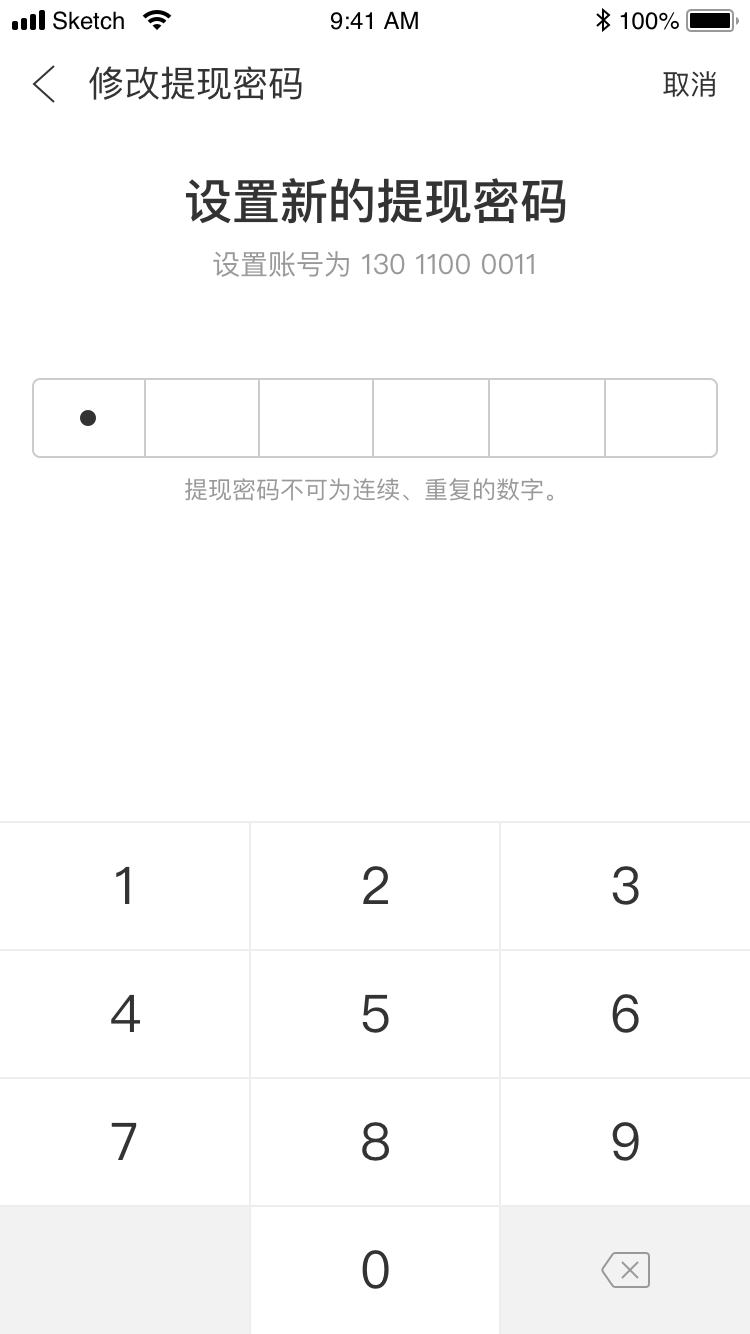 Sketch 9:41 AM 100%
修改提现密码 取消
设置新的提现密码
设置账号为 130 1100 0011
提现密码不可为连续、重复的数字。
1 2 3
4 5 6
7 8 9
0